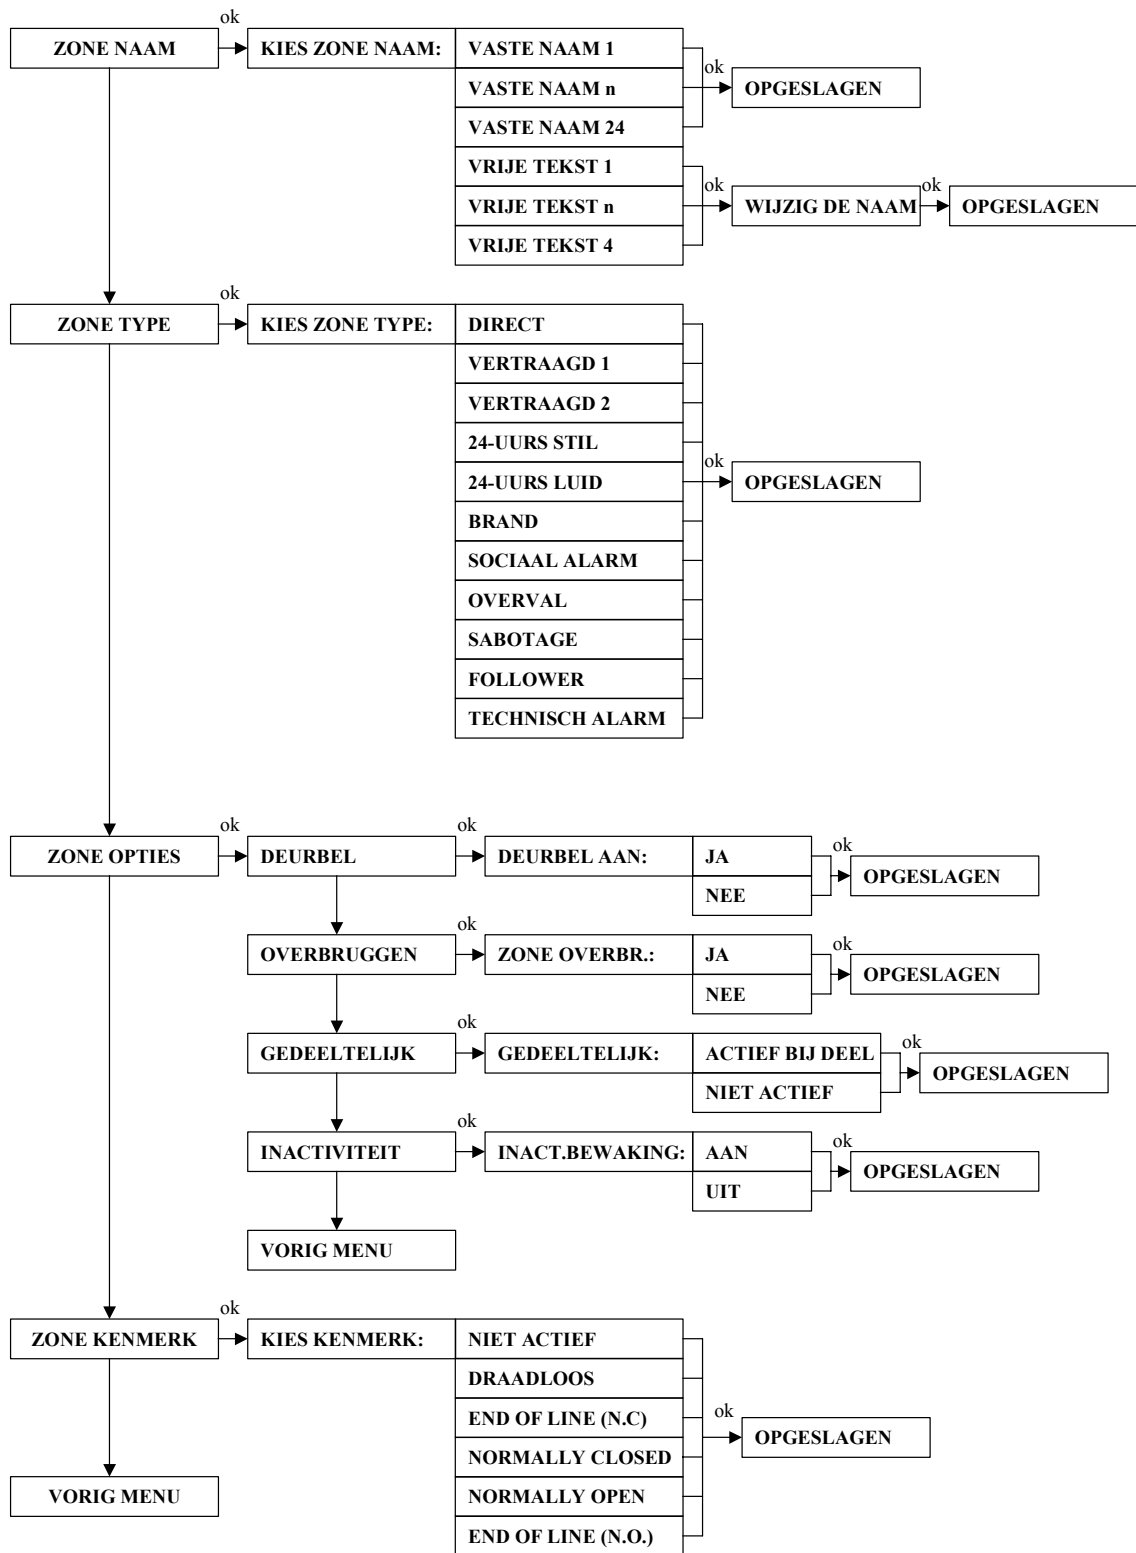 ok
ZONE NAAM
KIES ZONE NAAM:
VASTE NAAM 1
VASTE NAAM n
VASTE NAAM 24
ok
OPGESLAGEN
VRIJE TEKST 1
VRIJE TEKST n
VRIJE TEKST 4
ok
WIJZIG DE NAAM
ok
OPGESLAGEN
ok
ZONE TYPE
KIES ZONE TYPE:
DIRECT
VERTRAAGD 1
VERTRAAGD 2
24-UURS STIL
24-UURS LUID
BRAND
SOCIAAL ALARM
OVERVAL
SABOTAGE
FOLLOWER
TECHNISCH ALARM
ok
OPGESLAGEN
ok
ZONE OPTIES
DEURBEL
ok
DEURBEL AAN:
JA
NEE
ok
OPGESLAGEN
OVERBRUGGEN
ok
ZONE OVERBR.:
JA
NEE
ok
OPGESLAGEN
GEDEELTELIJK
ok
GEDEELTELIJK:
ACTIEF BIJ DEEL
NIET ACTIEF
ok
OPGESLAGEN
INACTIVITEIT
ok
INACT.BEWAKING:
AAN
UIT
ok
OPGESLAGEN
VORIG MENU
ok
ZONE KENMERK
KIES KENMERK:
NIET ACTIEF
DRAADLOOS
END OF LINE (N.C)
NORMALLY CLOSED
NORMALLY OPEN
END OF LINE (N.O.)
ok
OPGESLAGEN
VORIG MENU